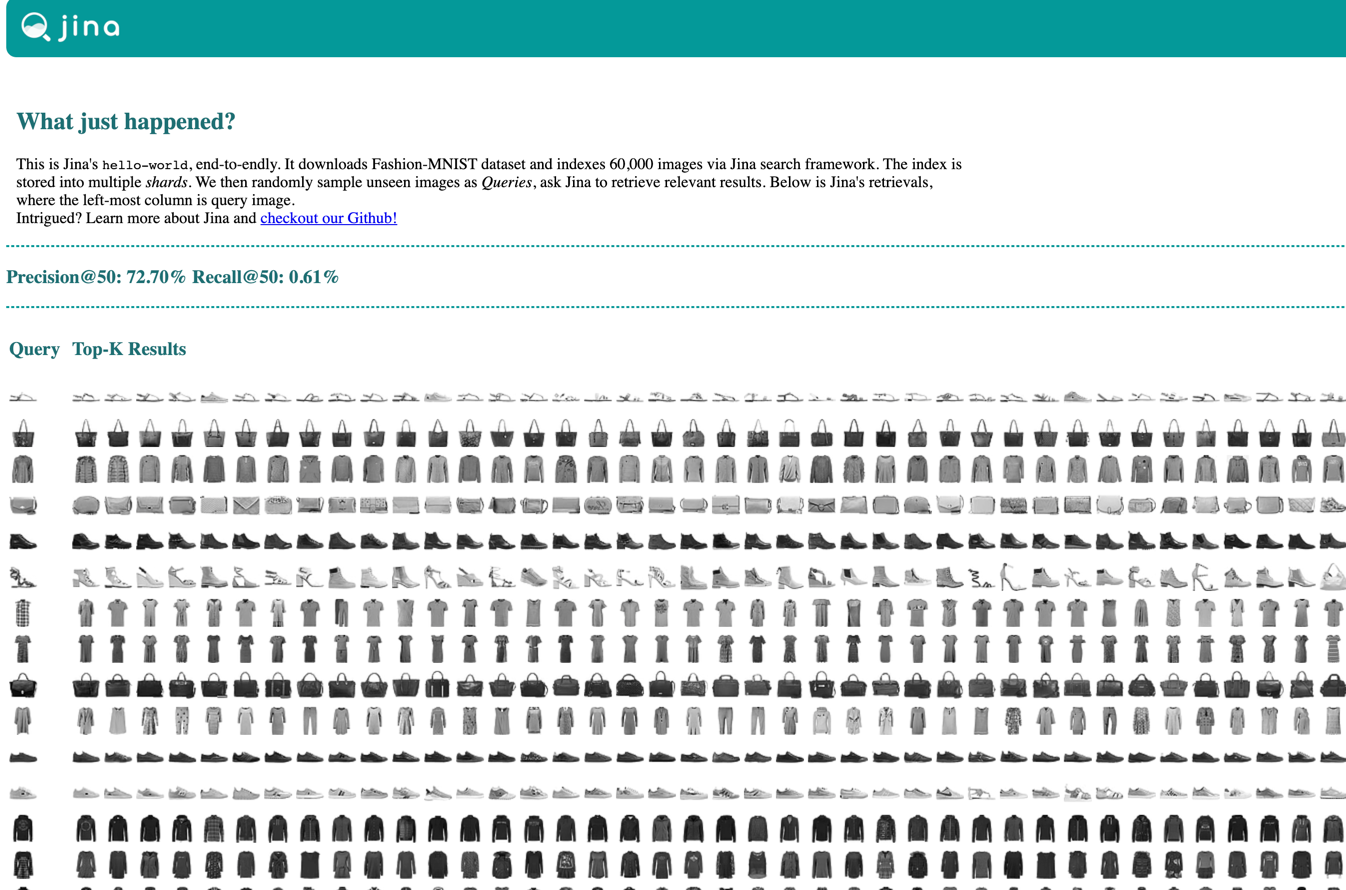 jina
What just happened?
This is Jina's hello-world, end-to-endly. It downloads Fashion-MNIST dataset and indexes 60,000 images via Jina search framework. The index is
stored into multiple shards. We then randomly sample unseen images as Queries, ask Jina to retrieve relevant results. Below is Jina's retrievals,
where the left-most column is query image.
Intrigued? Learn more about Jina and checkout our Github!
Precision@50: 72.70% Recall@50: 0.61%
Query Top-K Results